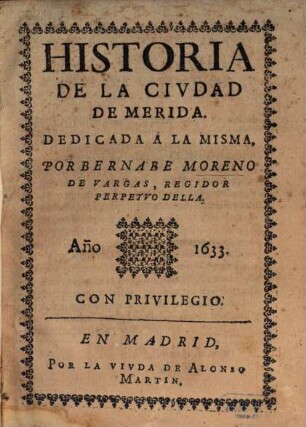 HISTORIA
DE LA CIVDAD
DE MERIDA.
DEDICADA A LA MISMA,
POR BERNABE MORENO
DE VARGAS, REGIDOR
PERPETVO DELLA.
Año 1633.
CON PRIVILEGIO.
EN MADRID,
POR LA VIVDA DE ALONSO
MARTIN.